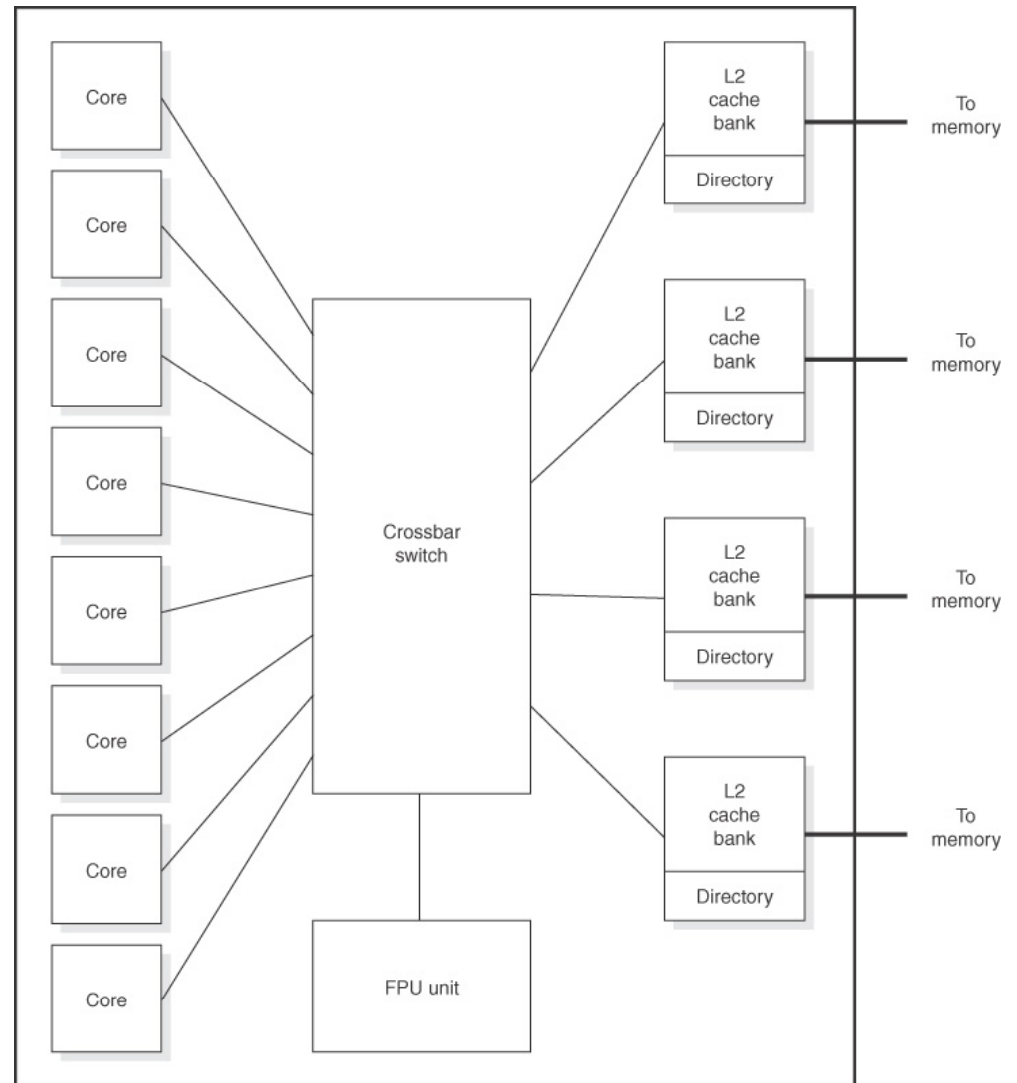 Core
Core
Core
Core
Core
Core
Core
Core
Crossbar
switch
FPU unit
L2
cache
bank
Directory
To
memory
L2
cache
bank
Directory
To
memory
L2
cache
bank
Directory
To
memory
L2
cache
bank
Directory
To
memory